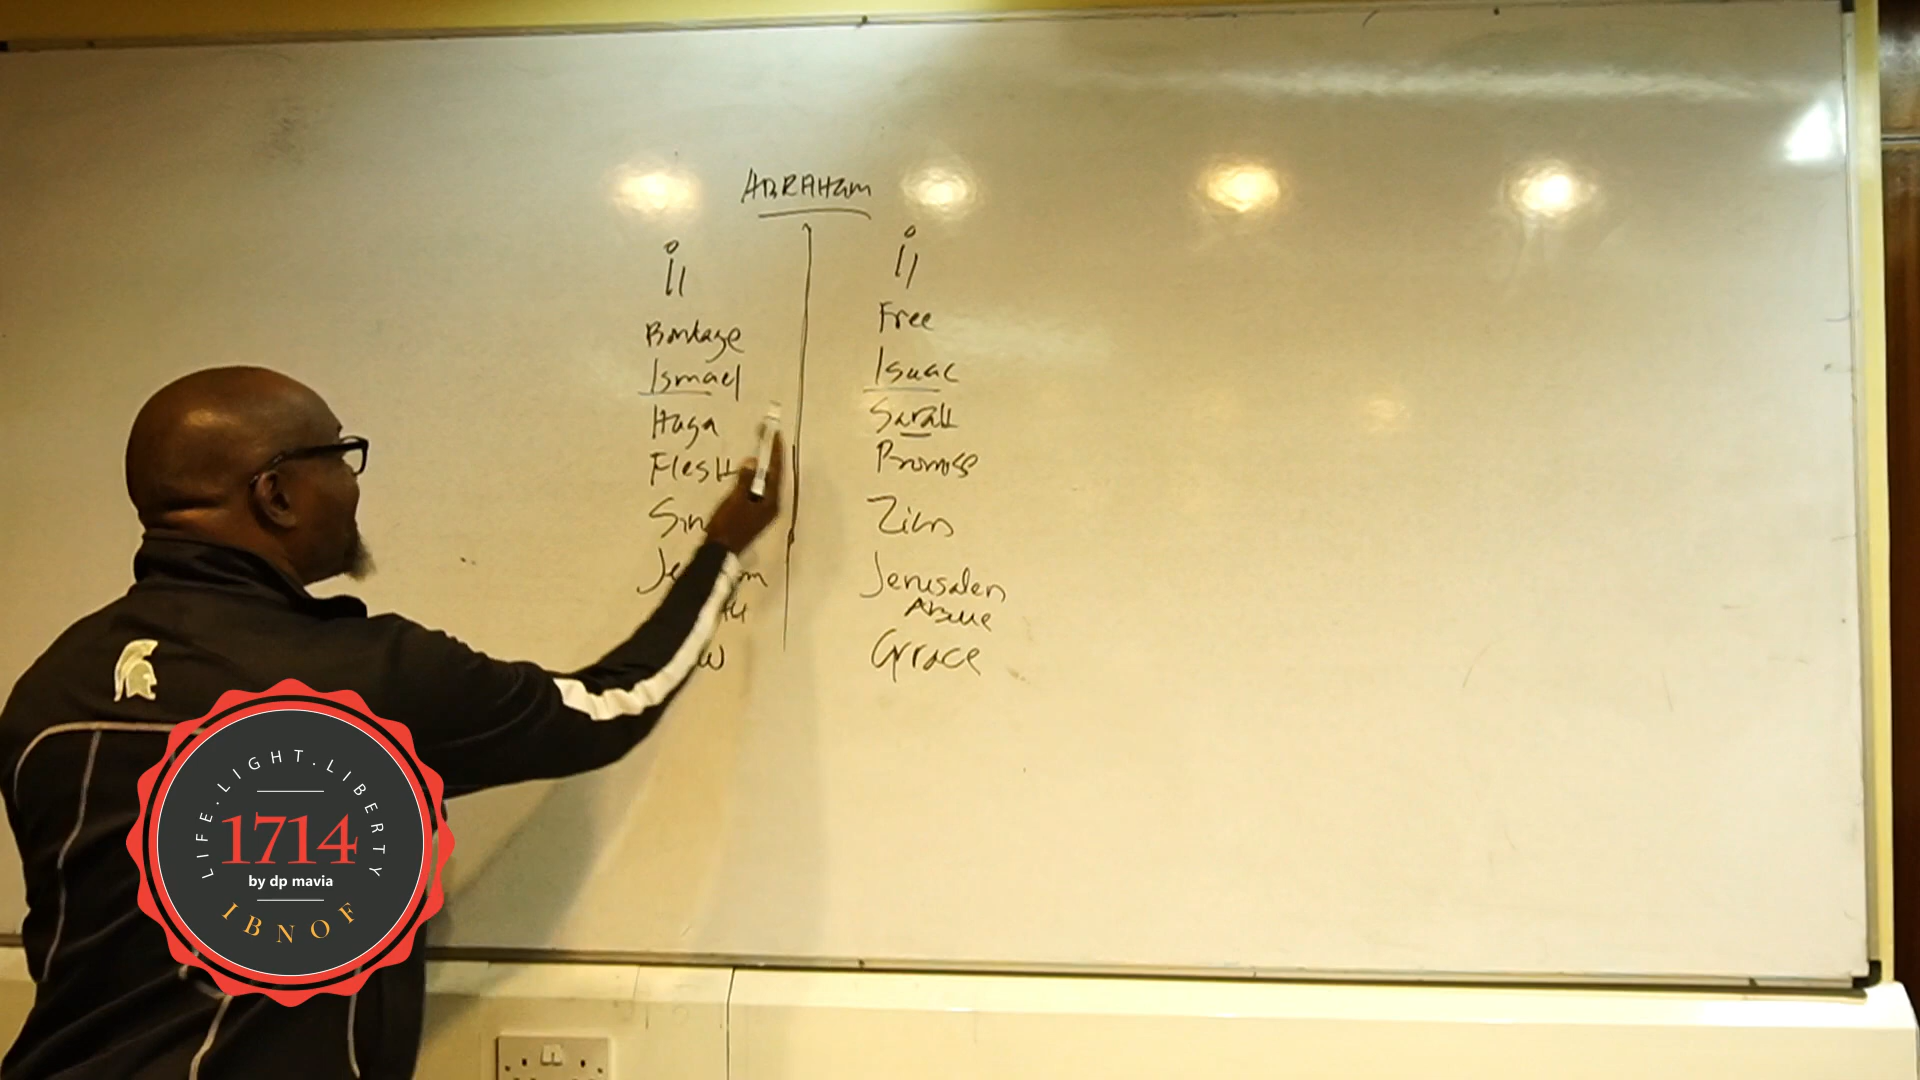 ABRAHam
Bondage
Free
Ismael
Isaac
Haga
Sarah
Flesh
Promise
Zion
Jerusalem
Above
Grrace
LIFE.LIGHT.LIBERTY
1714
by dp mavia
IBNOF